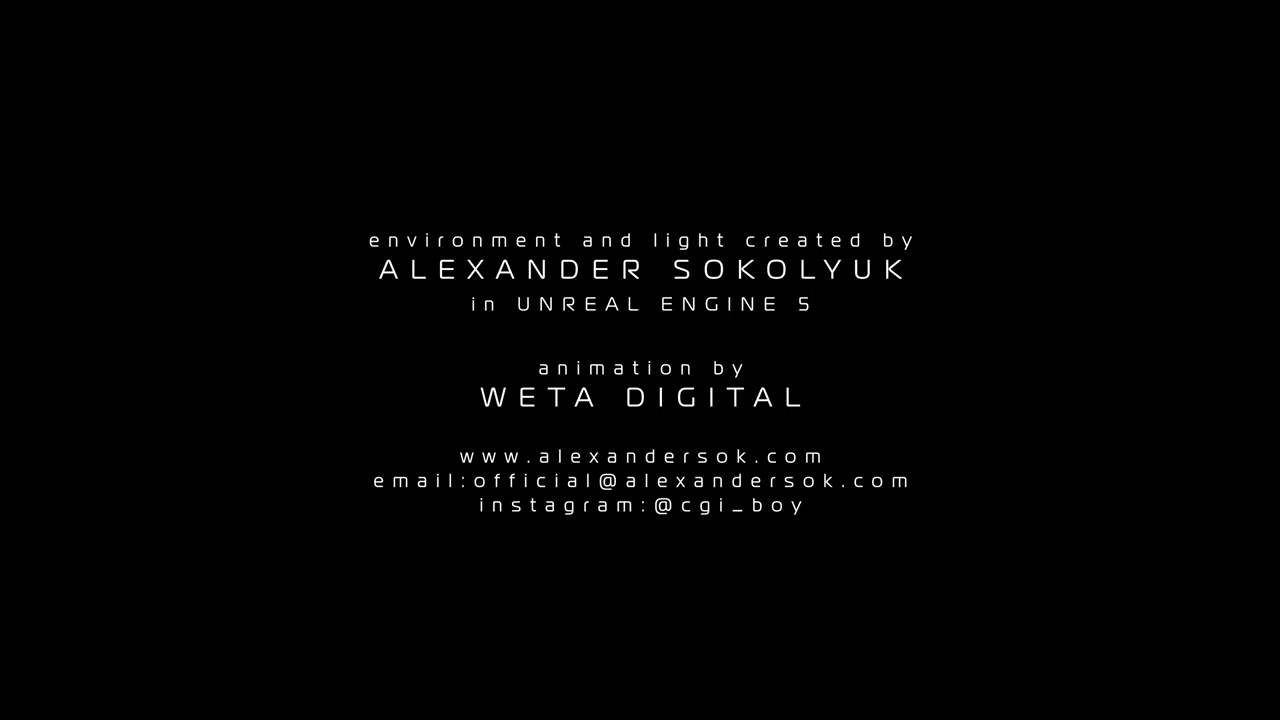 environment and light created by
ALEXANDER SOKOLYUK
in UNREAL ENGINE 5
animation by
WETA DIGITAL
www.alexandersok.com
email:official@alexandersok.com
instagram:@cgi_boy